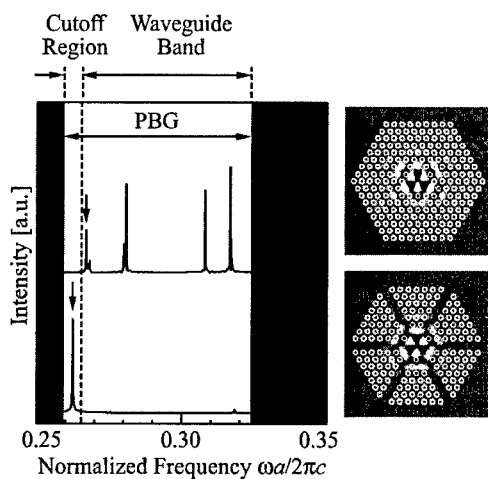 Cutoff Waveguide
Region Band
PBG
Intensity [a.u.]
0.25 0.30 0.35
Normalized Frequency ωa/2πc